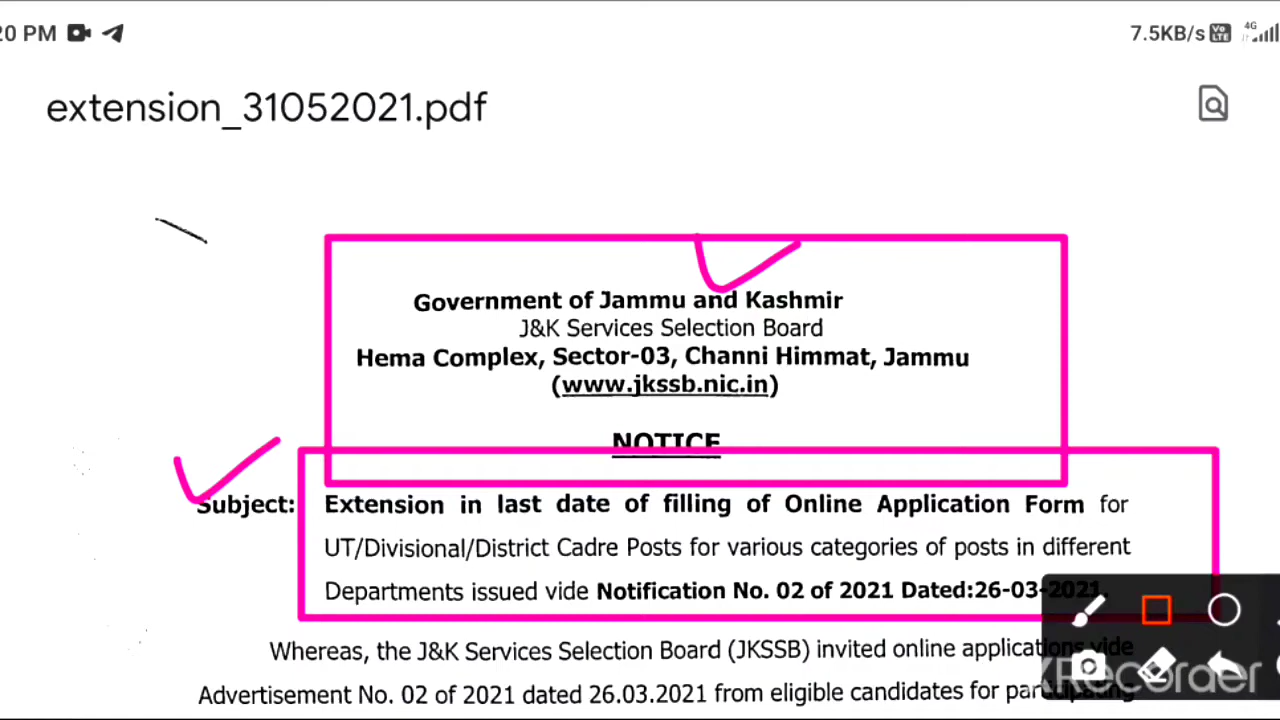 20 PM
7.5KB/s Vo LTE 4G
extension_31052021.pdf
Government of Jammu and Kashmir
J&K Services Selection Board
Hema Complex, Sector-03, Channi Himmat, Jammu
(www.jkssb.nic.in)
NOTICE
Subject: Extension in last date of filling of Online Application Form for
UT/Divisional/District Cadre Posts for various categories of posts in different
Departments issued vide Notification No. 02 of 2021 Dated:26-03-2021.
Whereas, the J&K Services Selection Board (JKSSB) invited online applications vide
Advertisement No. 02 of 2021 dated 26.03.2021 from eligible candidates for participating